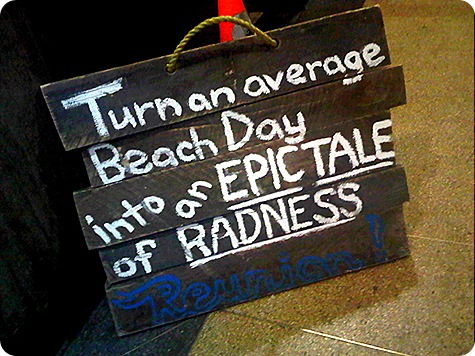 Turn an average
Beach Day
into an EPIC TALE
of RADNESS
Reunion!